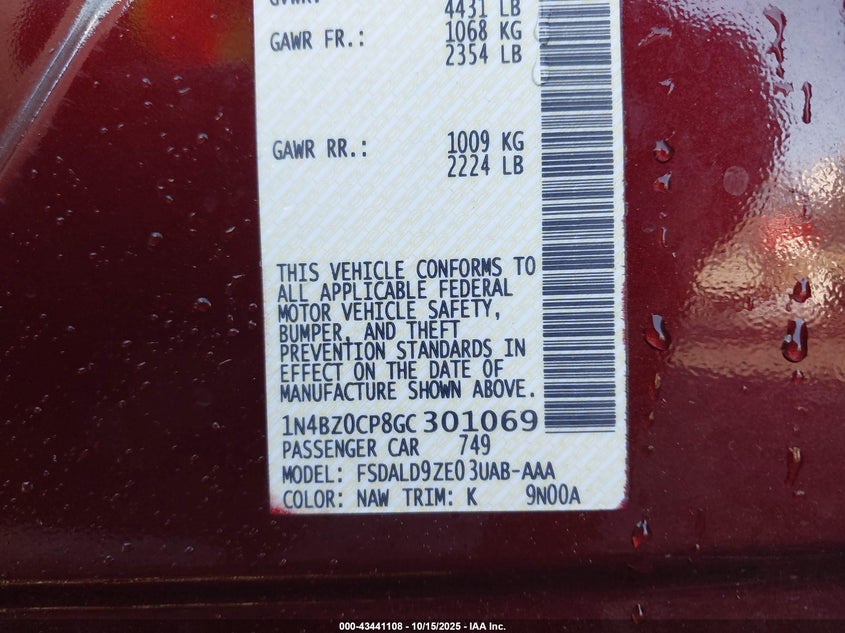 GVWR:
4431 LB
GAWR FR.: 1068 KG
2354 LB
GAWR RR.: 1009 KG
2224 LB
THIS VEHICLE CONFORMS TO
ALL APPLICABLE FEDERAL
MOTOR VEHICLE SAFETY,
BUMPER, AND THEFT
PREVENTION STANDARDS IN
EFFECT ON THE DATE OF
MANUFACTURE SHOWN ABOVE.
1N4BZ0CP8GC301069
PASSENGER CAR 749
MODEL: FSDALD9ZE03UAB-AAA
COLOR: NAW TRIM: K 9N00A
000-43441108 - 10/15/2025 - IAA Inc.